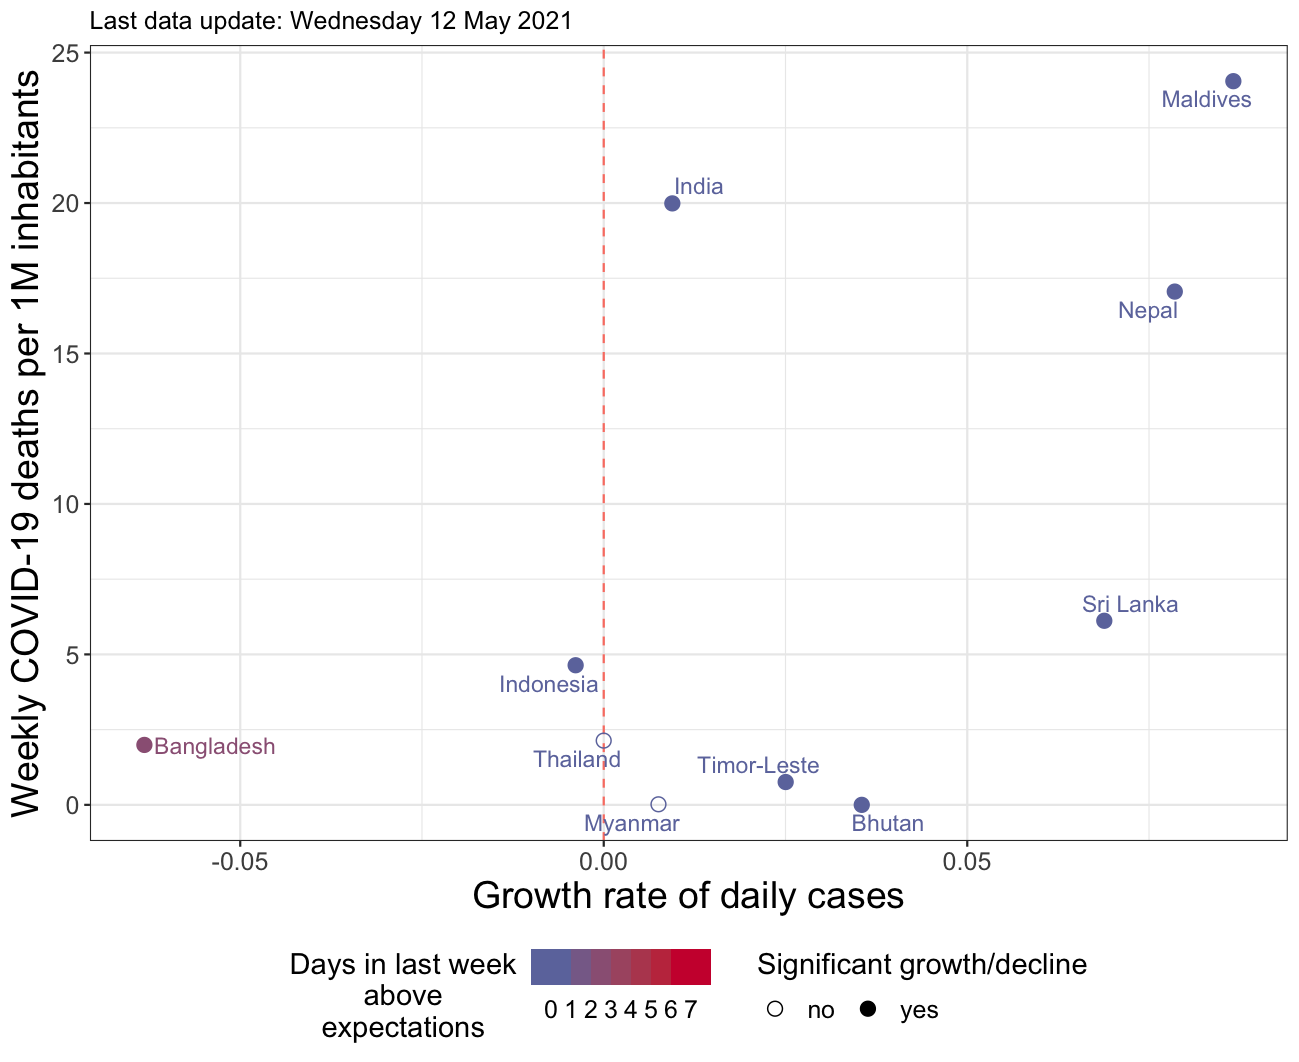 Last data update: Wednesday 12 May 2021
Weekly COVID-19 deaths per 1M inhabitants
25
20
15
10
5
0
Maldives
India
Nepal
Sri Lanka
Indonesia
Bangladesh
Thailand
Timor-Leste
Myanmar
Bhutan
-0.05
0.00
0.05
Growth rate of daily cases
Days in last week
above
expectations
0 1 2 3 4 5 6 7
Significant growth/decline
no
yes